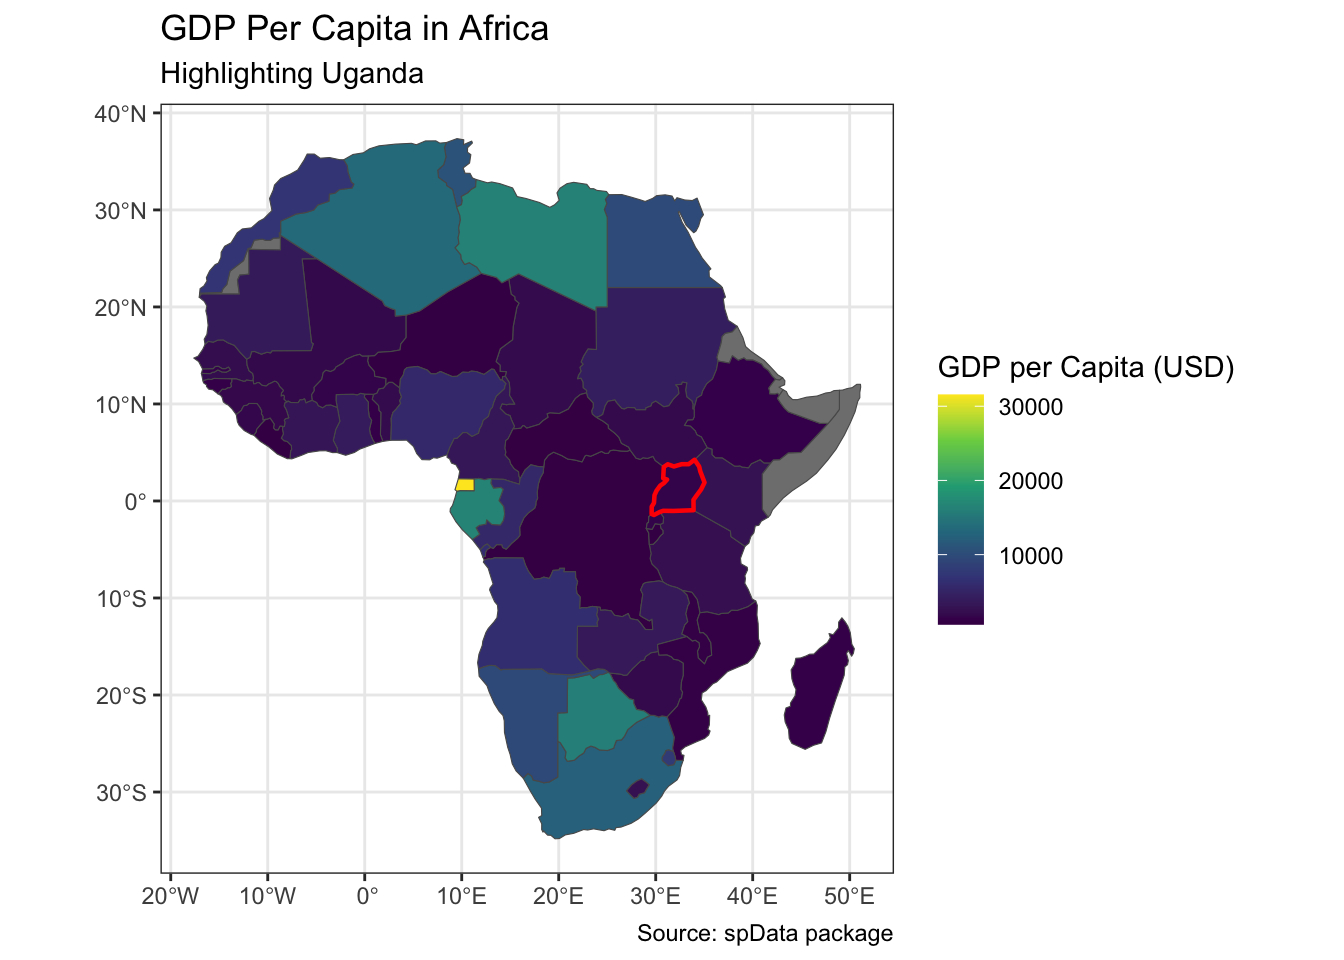 GDP Per Capita in Africa
Highlighting Uganda
40°N
30°N
20°N
10°N
0°
10°S
20°S
30°S
20°W
10°W
0°
10°E
20°E
30°E
40°E
50°E
GDP per Capita (USD)
30000
20000
10000
Source: spData package